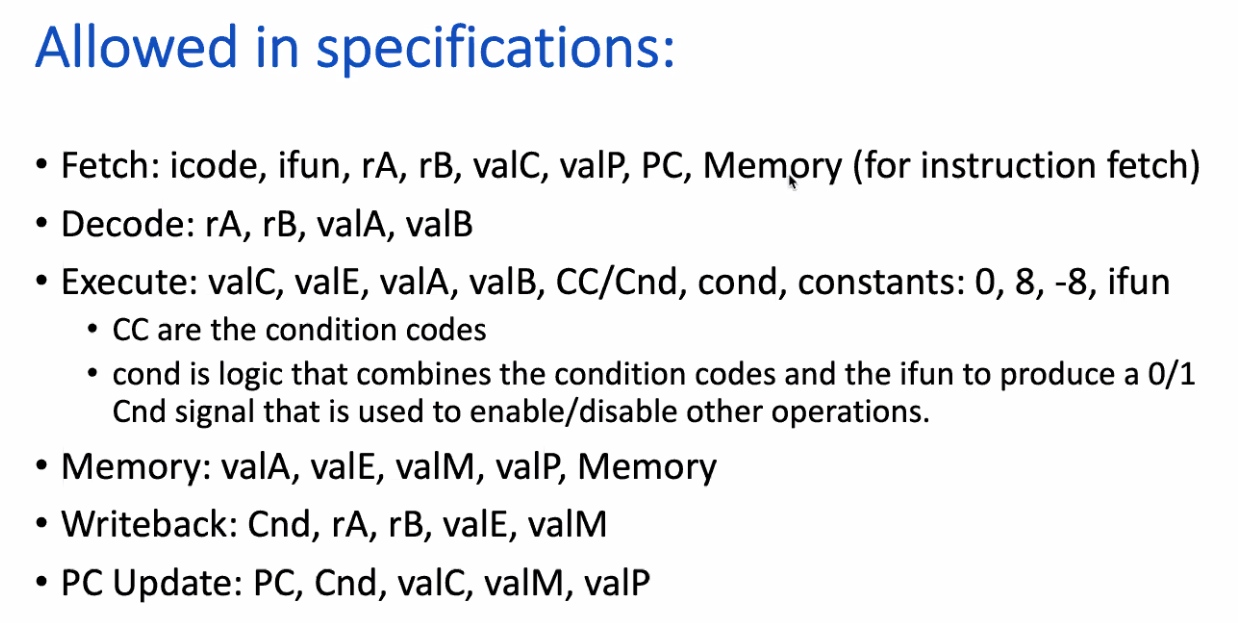 Allowed in specifications:
• Fetch: icode, ifun, rA, rB, valC, valP, PC, Memory (for instruction fetch)
• Decode: rA, rB, valA, valB
• Execute: valC, valE, valA, valB, CC/Cnd, cond, constants: 0, 8, -8, ifun
• CC are the condition codes
• cond is logic that combines the condition codes and the ifun to produce a 0/1
Cnd signal that is used to enable/disable other operations.
• Memory: valA, valE, valM, valP, Memory
• Writeback: Cnd, rA, rB, valE, valM
• PC Update: PC, Cnd, valC, valM, valP